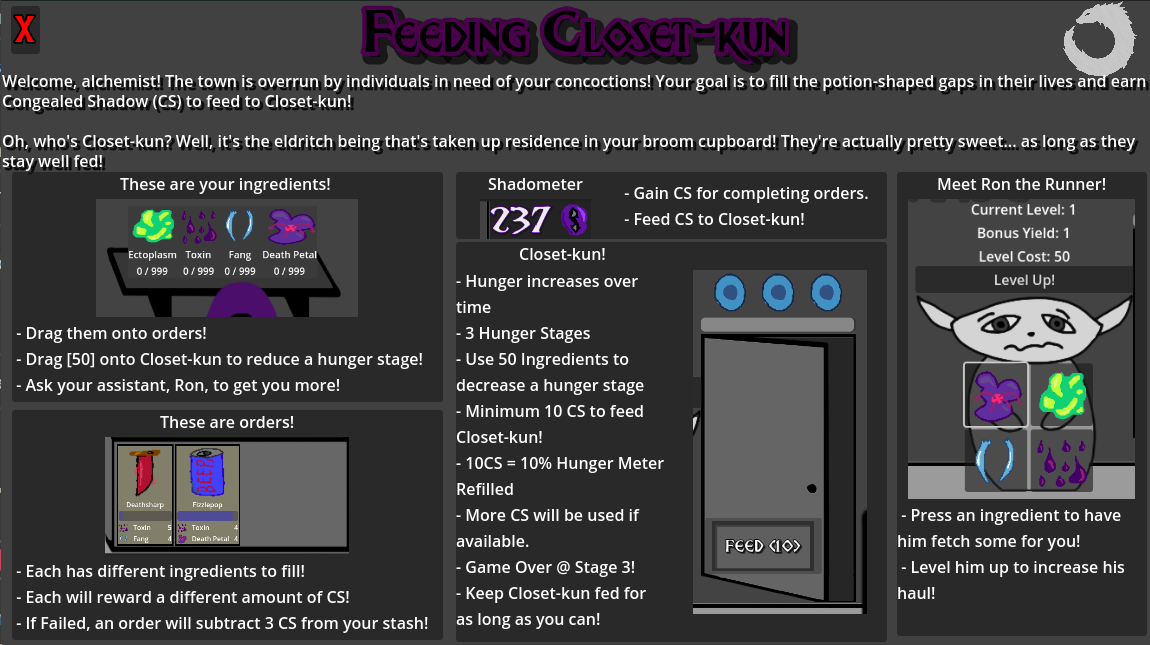 X
Feeding Closet-kun
Welcome, alchemist! The town is overrun by individuals in need of your concoctions! Your goal is to fill the potion-shaped gaps in their lives and earn
Congealed Shadow (CS) to feed to Closet-kun!
Oh, who's Closet-kun? Well, it's the eldritch being that's taken up residence in your broom cupboard! They're actually pretty sweet... as long as they
stay well fed!
These are your ingredients!
Ectoplasm Toxin Fang Death Petal
0 / 999 0 / 999 0 / 999 0 / 999
- Drag them onto orders!
- Drag [50] onto Closet-kun to reduce a hunger stage!
- Ask your assistant, Ron, to get you more!
These are orders!
BEER
Deathsharp Fizzlepop
Toxin 5 Toxin 4
Fang 4 Death Petal 4
- Each has different ingredients to fill!
- Each will reward a different amount of CS!
- If Failed, an order will subtract 3 CS from your stash!
Shadometer
237
- Gain CS for completing orders.
- Feed CS to Closet-kun!
Closet-kun!
- Hunger increases over
time
- 3 Hunger Stages
- Use 50 Ingredients to
decrease a hunger stage
- Minimum 10 CS to feed
Closet-kun!
- 10CS = 10% Hunger Meter
Refilled
- More CS will be used if
available.
- Game Over @ Stage 3!
- Keep Closet-kun fed for
as long as you can!
FEED (10)
Meet Ron the Runner!
Current Level: 1
Bonus Yield: 1
Level Cost: 50
Level Up!
- Press an ingredient to have
him fetch some for you!
- Level him up to increase his
haul!